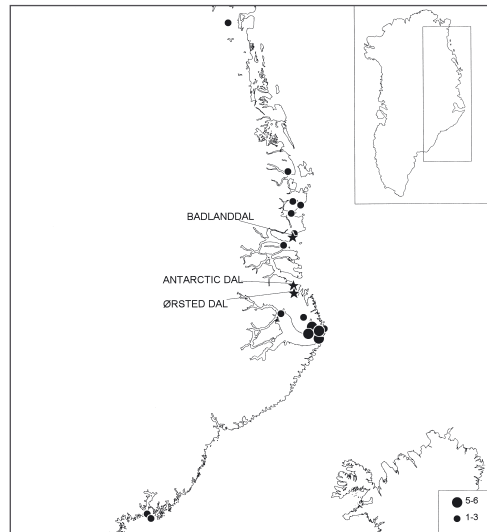 BADLANDDAL
ANTARCTIC DAL
ØRSTED DAL
5-6
1-3